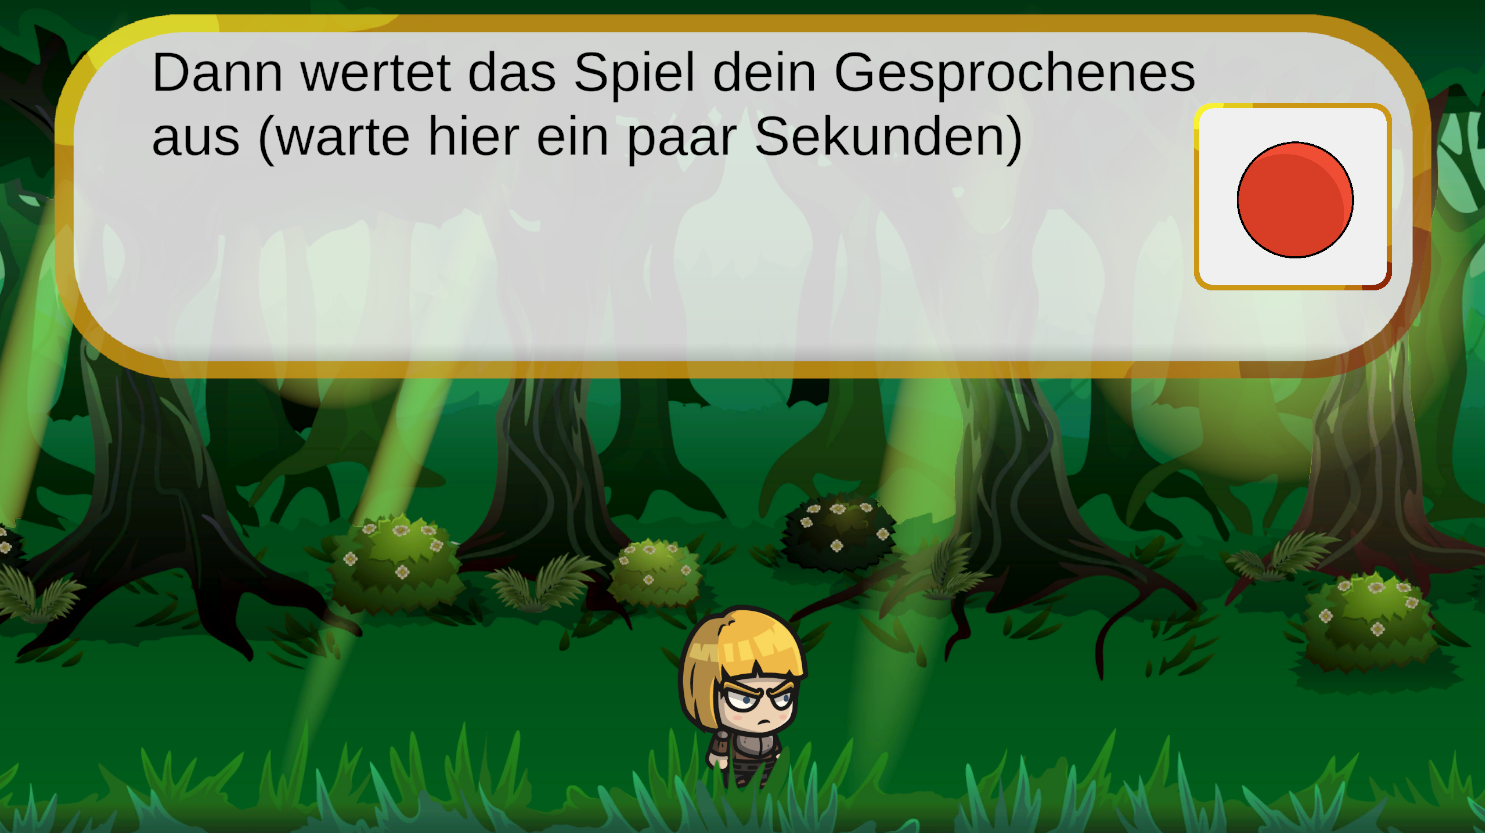 Dann wertet das Spiel dein Gesprochenes
aus (warte hier ein paar Sekunden)